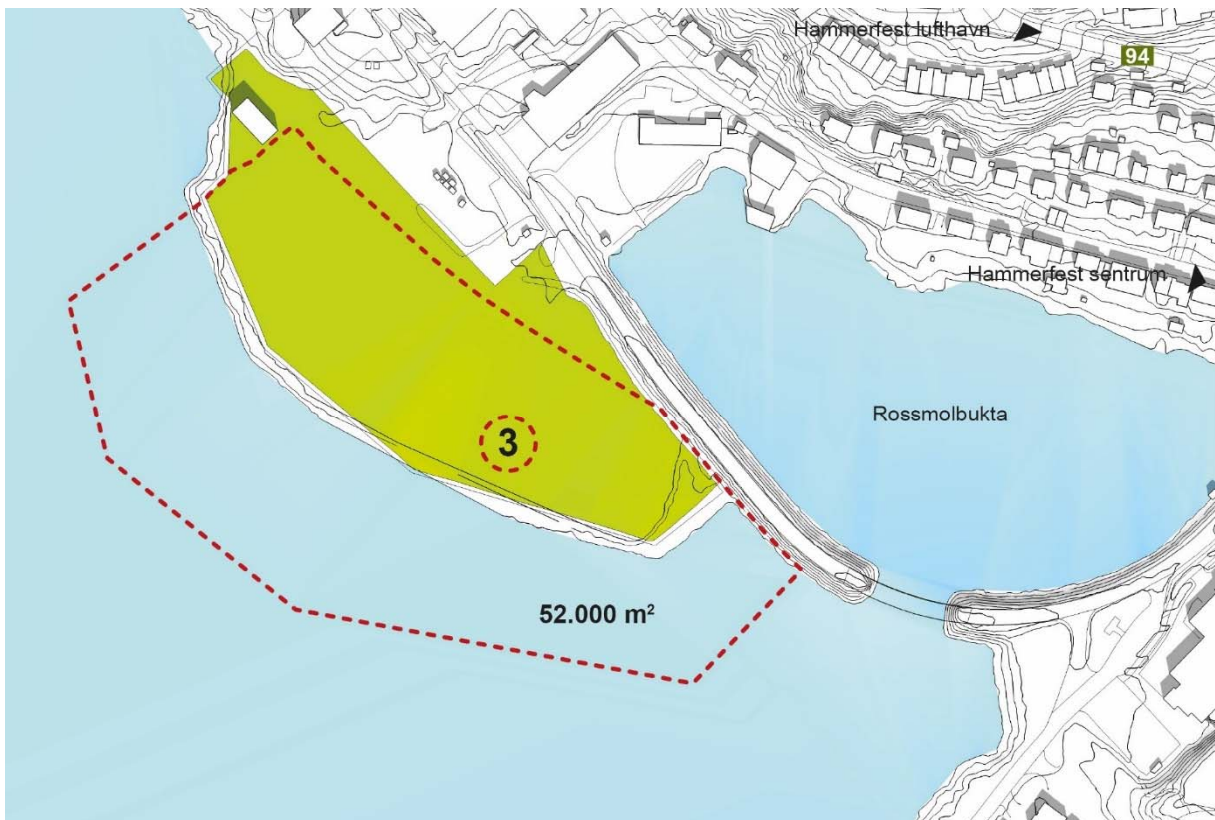 Hammerfest lufthavn
94
Hammerfest sentrum
Rossmolbukta
3
52.000 m²